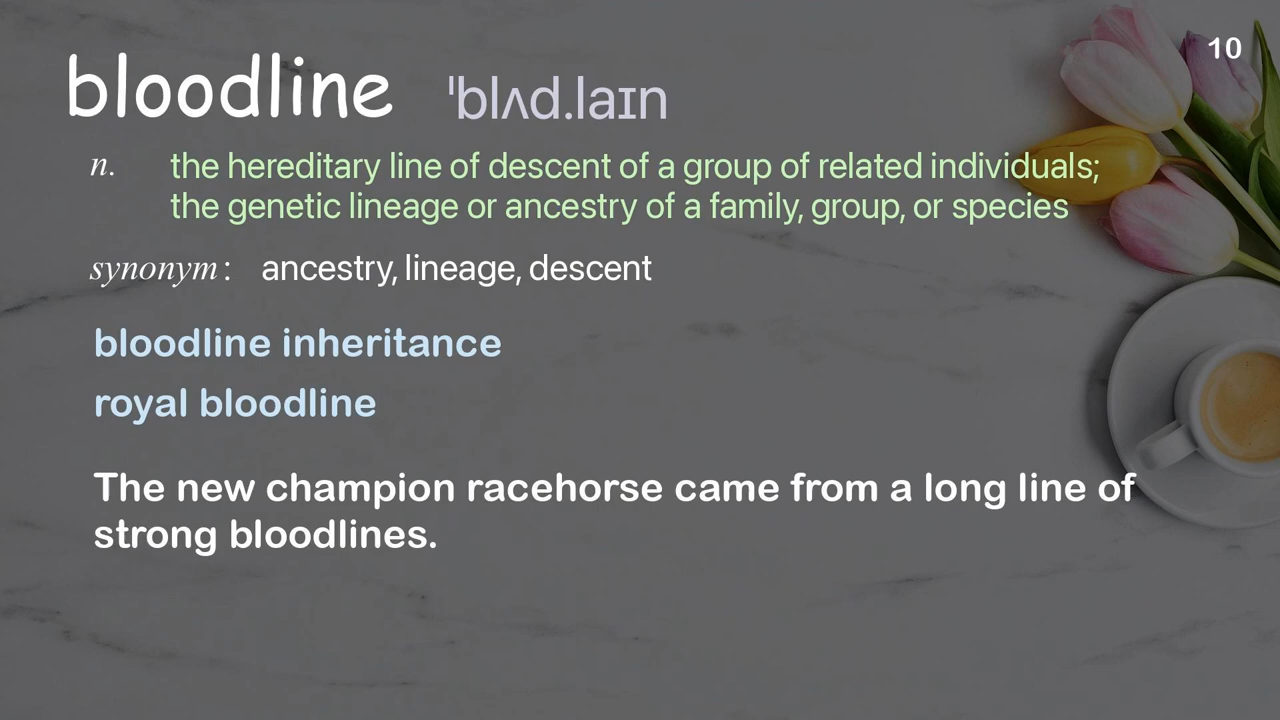 10
bloodline ˈblʌd.laɪn
n. the hereditary line of descent of a group of related individuals;
the genetic lineage or ancestry of a family, group, or species
synonym: ancestry, lineage, descent
bloodline inheritance
royal bloodline
The new champion racehorse came from a long line of
strong bloodlines.